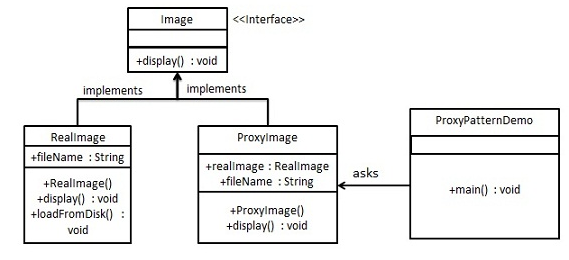 Image
<<Interface>>
+display() : void
implements
implements
RealImage
+fileName : String
+RealImage()
+display() : void
+loadFromDisk() :
void
ProxyImage
+realImage : RealImage
+fileName : String
+ProxyImage()
+display() : void
asks
ProxyPatternDemo
+main() : void